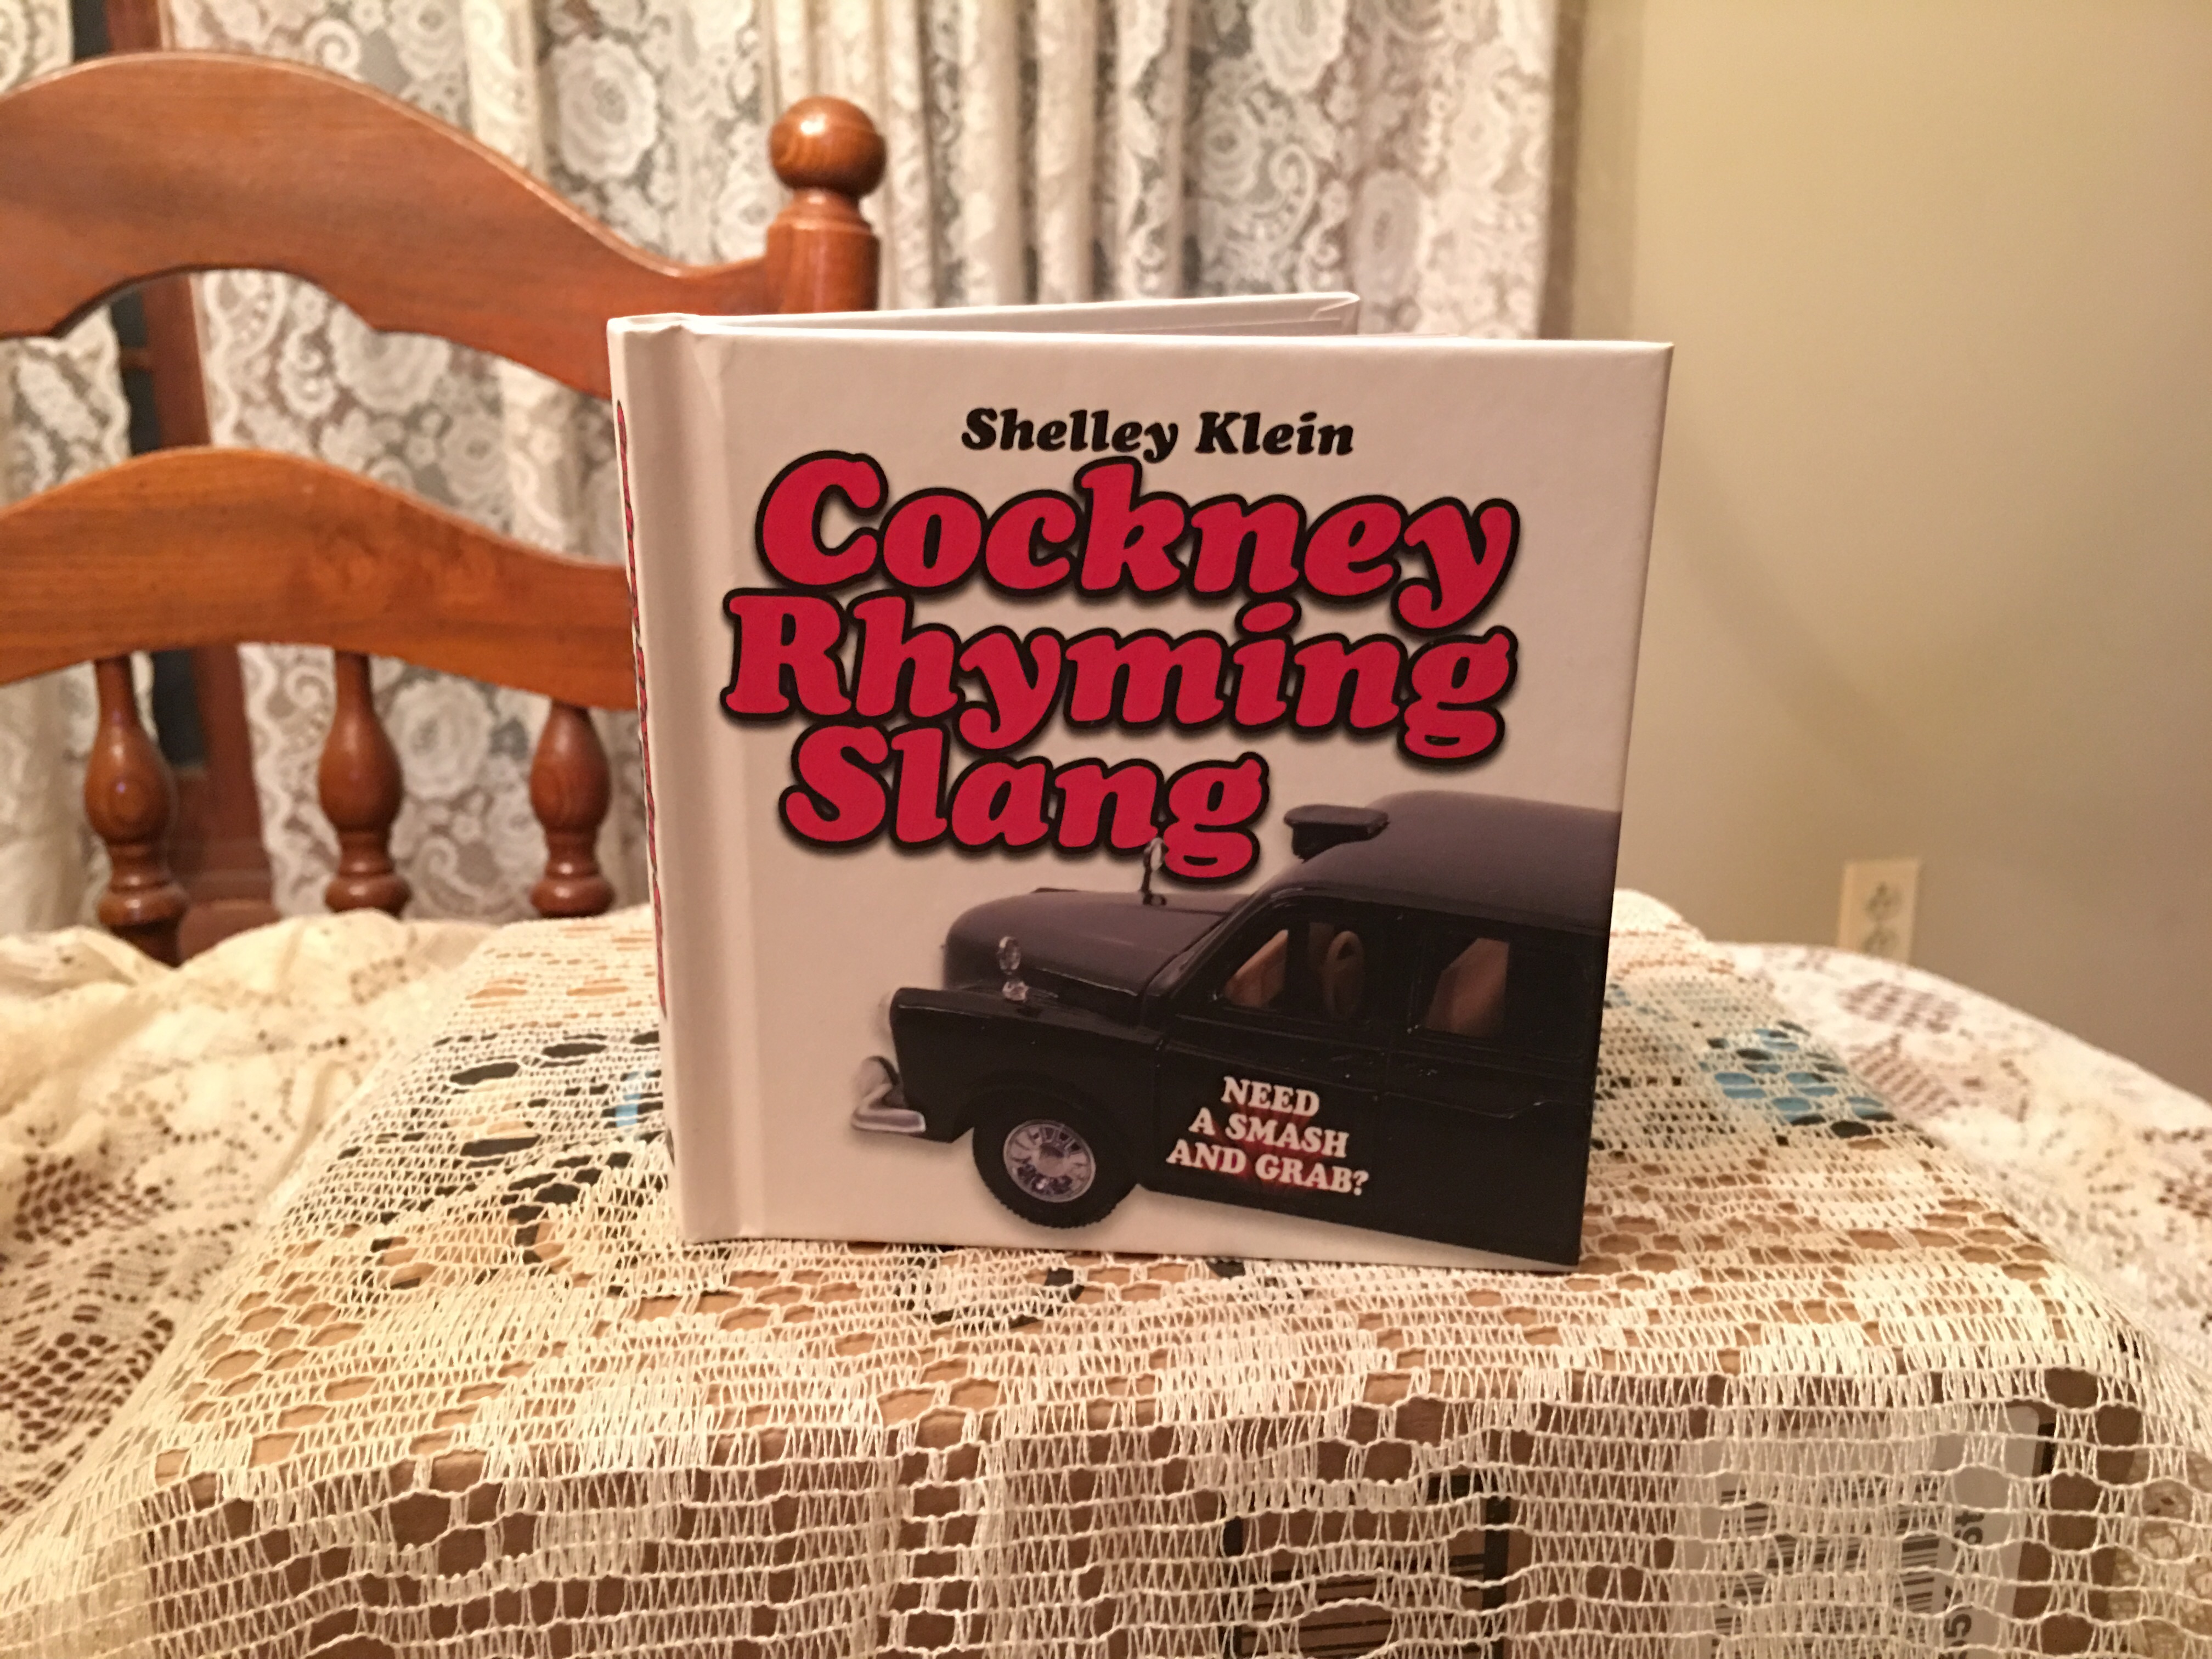 Shelley Klein
Cockney
Rhyming
Slang
NEED
A SMASH
AND GRAB?